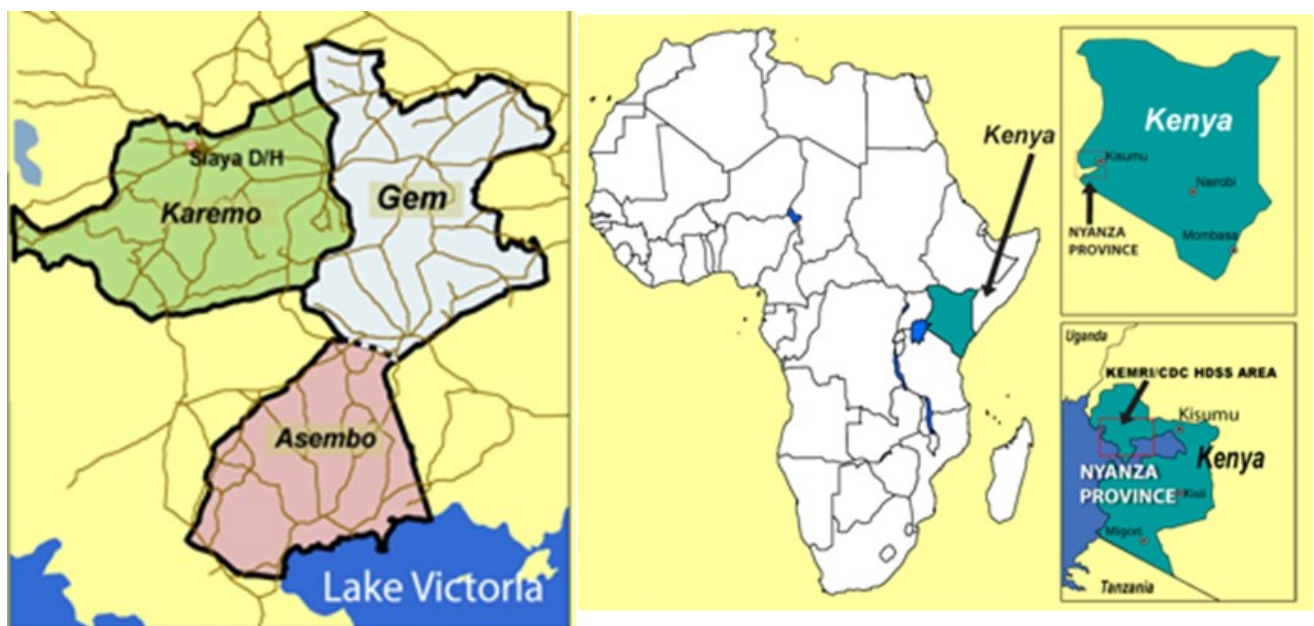 Siaya D/H
Karemo
Gem
Asembo
Lake Victoria
Kenya
Kenya
Kisumu
Nairobi
Mombasa
NYANZA
PROVINCE
Uganda
KEMRI/CDC HDSS AREA
Kisumu
Kenya
NYANZA
PROVINCE
Kisii
Migori
Tanzania